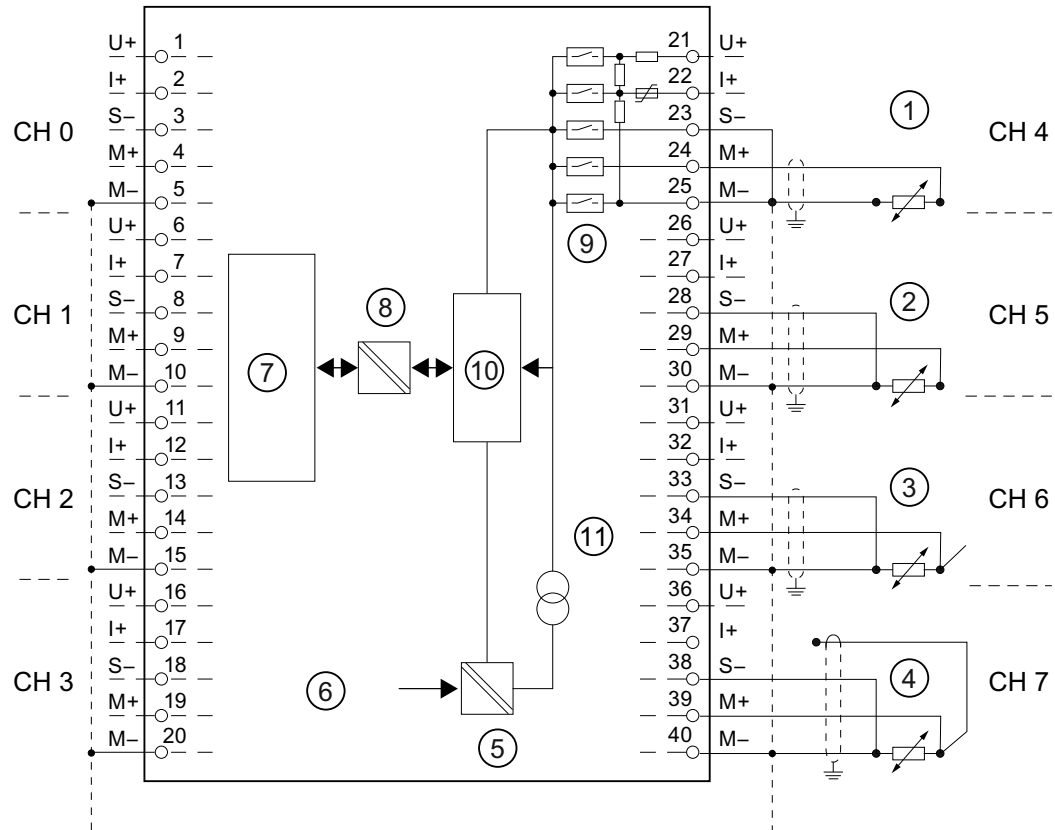 CH 0
U+ 1
I+ 2
S– 3
M+ 4
M– 5
CH 1
U+ 6
I+ 7
S– 8
M+ 9
M– 10
CH 2
U+ 11
I+ 12
S– 13
M+ 14
M– 15
CH 3
U+ 16
I+ 17
S– 18
M+ 19
M– 20
7
8
10
6
5
9
11
21 U+
22 I+
23 S–
24 M+
25 M–
1
CH 4
26 U+
27 I+
28 S–
29 M+
30 M–
2
CH 5
31 U+
32 I+
33 S–
34 M+
35 M–
3
CH 6
36 U+
37 I+
38 S–
39 M+
40 M–
4
CH 7